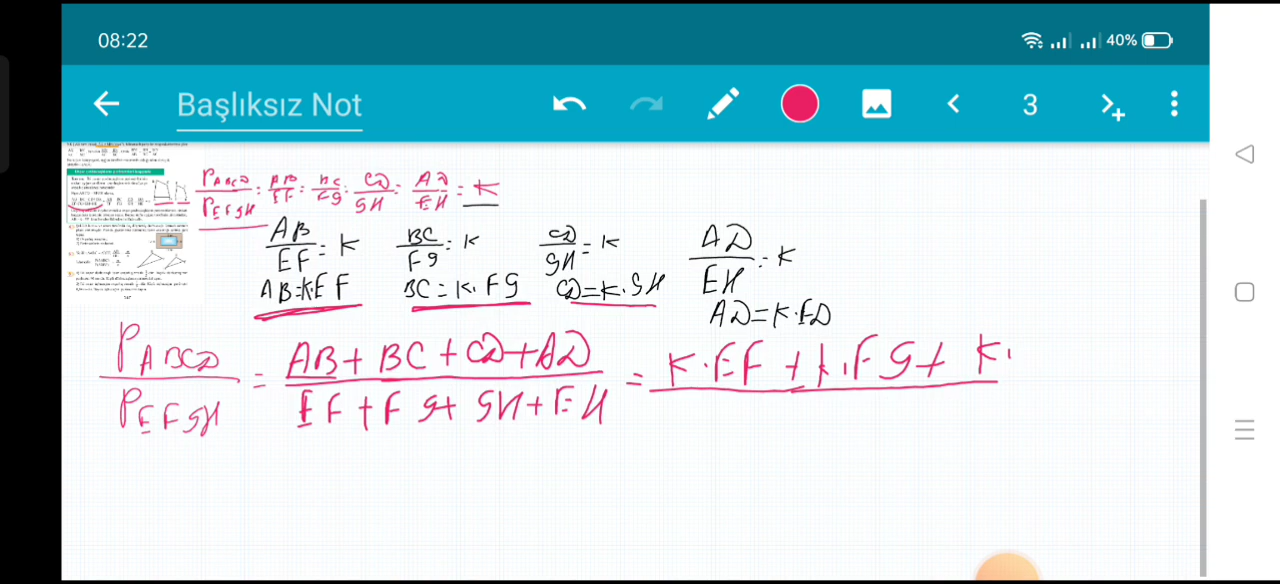 08:22 40%
Başlıksız Not 3
P_ABCD / P_EFGH = AB/EF = BC/FG = CD/GH = AD/EH = K
AB/EF = K BC/FG = K CD/GH = K AD/EH = K
AB=K·EF BC=K·FG CD=K·GH
AD=K·ED
P_ABCD / P_EFGH = (AB+BC+CD+AD) / (EF+FG+GH+EH) = K·EF+K·FG+K·